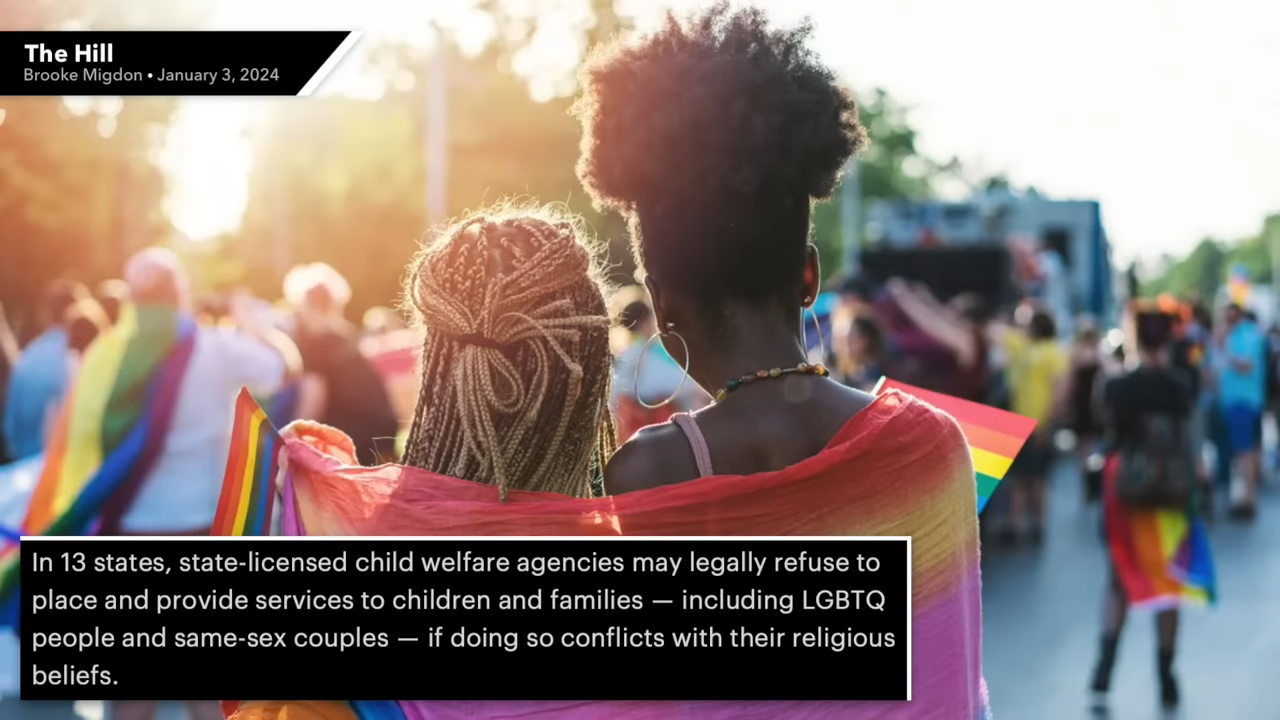 The Hill
Brooke Migdon • January 3, 2024
In 13 states, state-licensed child welfare agencies may legally refuse to
place and provide services to children and families — including LGBTQ
people and same-sex couples — if doing so conflicts with their religious
beliefs.